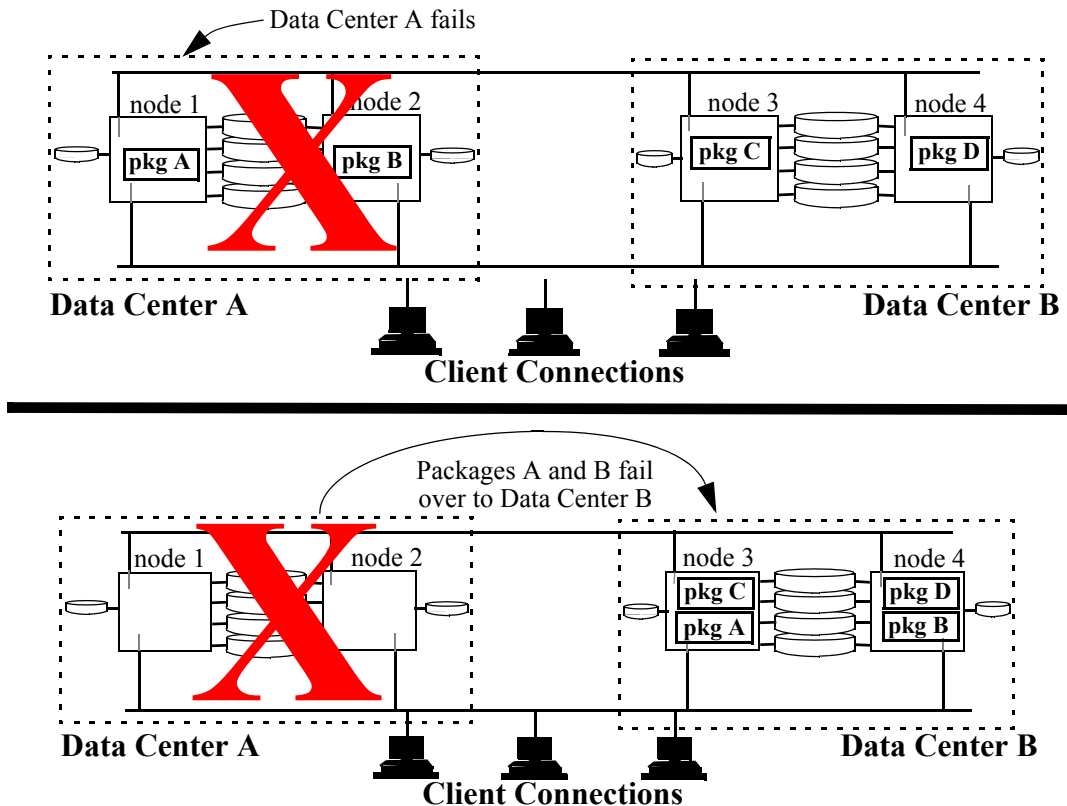 Data Center A fails
node 1
node 2
node 3
node 4
pkg A
pkg B
pkg C
pkg D
Data Center A
Data Center B
Client Connections
Packages A and B fail
over to Data Center B
node 1
node 2
node 3
node 4
pkg C
pkg D
pkg A
pkg B
Data Center A
Data Center B
Client Connections